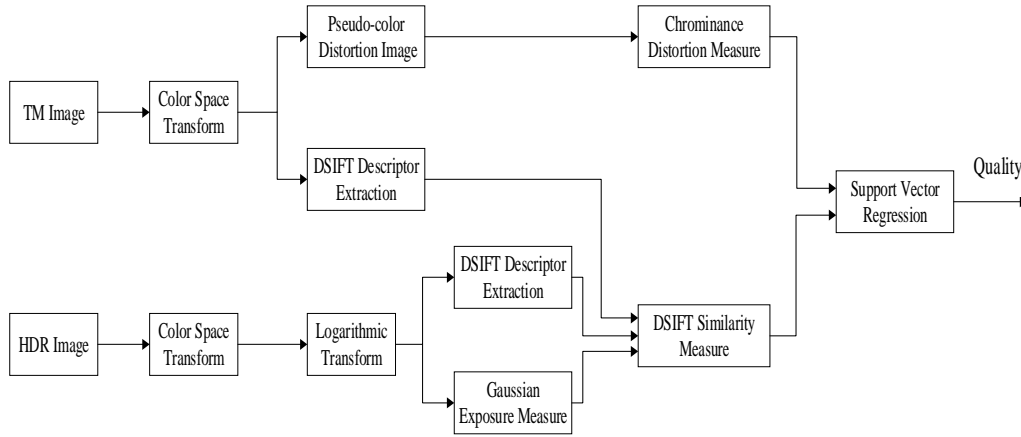 Pseudo-color
Distortion Image
Chrominance
Distortion Measure
TM Image
Color Space
Transform
DSIFT Descriptor
Extraction
Quality
Support Vector
Regression
DSIFT Descriptor
Extraction
HDR Image
Color Space
Transform
Logarithmic
Transform
DSIFT Similarity
Measure
Gaussian
Exposure Measure